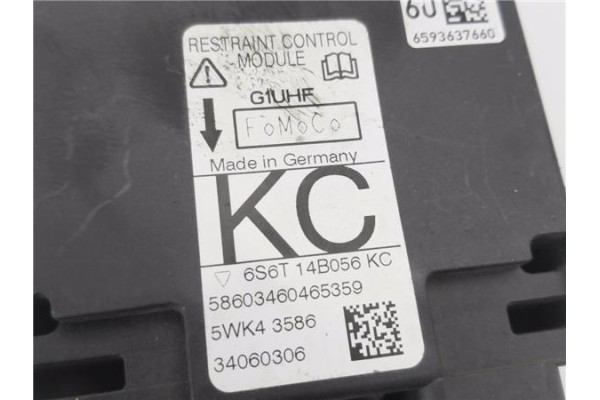 6U
6593637660
RESTRAINT CONTROL
MODULE
G1UHF
FoMoCo
Made in Germany
KC
6S6T 14B056 KC
58603460465359
5WK4 3586
34060306